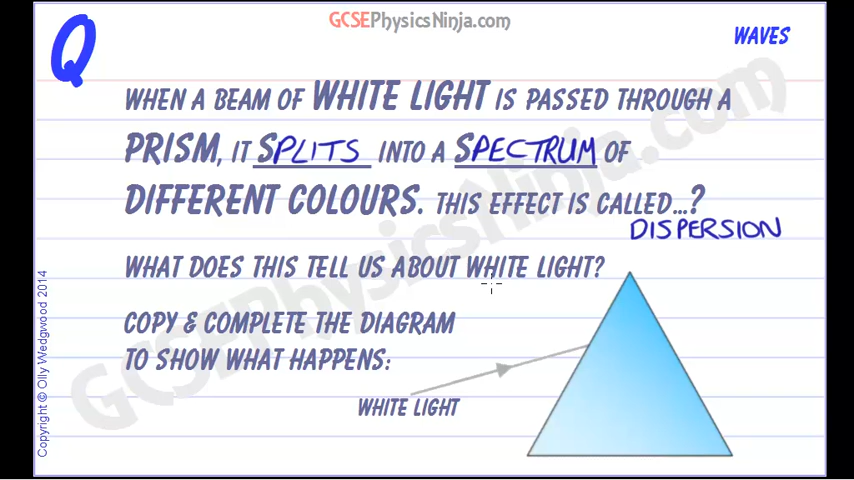 GCSEPhysicsNinja.com
Q
WAVES
WHEN A BEAM OF WHITE LIGHT IS PASSED THROUGH A
PRISM, IT SPLITS INTO A SPECTRUM OF
DIFFERENT COLOURS. THIS EFFECT IS CALLED...?
DISPERSION
WHAT DOES THIS TELL US ABOUT WHITE LIGHT?
COPY & COMPLETE THE DIAGRAM
TO SHOW WHAT HAPPENS:
WHITE LIGHT
Copyright © Olly Wedgwood 2014
GCSEPhysicsNinja.com